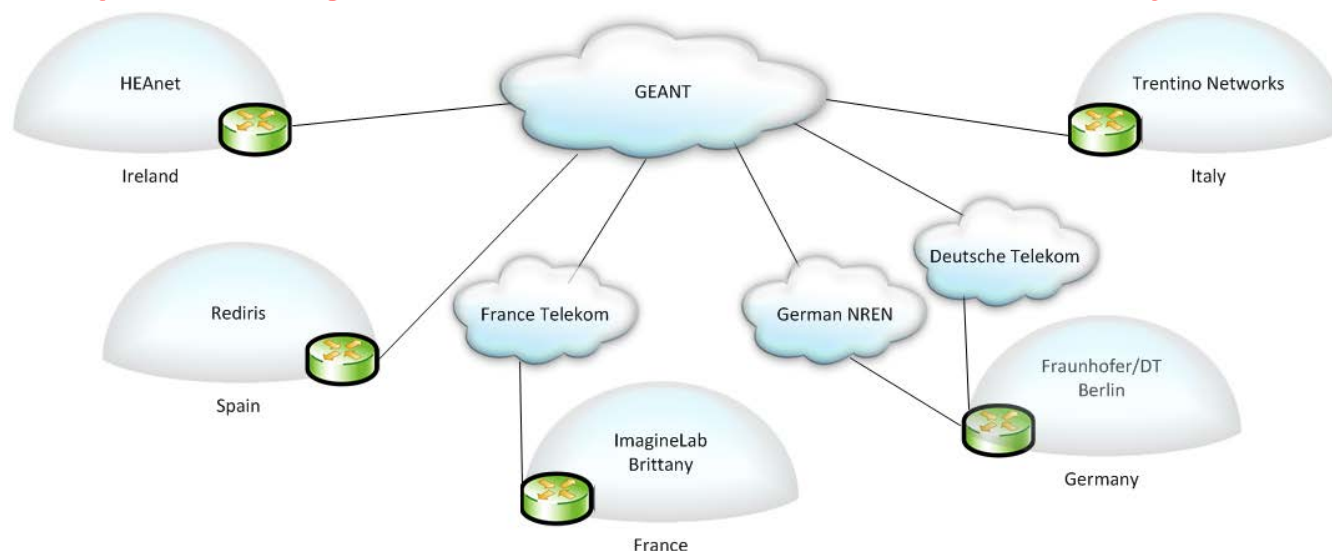 HEAnet
GEANT
Trentino Networks
Ireland
Italy
Deutsche Telekom
Rediris
France Telekom
German NREN
Fraunhofer/DT
Berlin
Spain
ImagineLab
Brittany
Germany
France